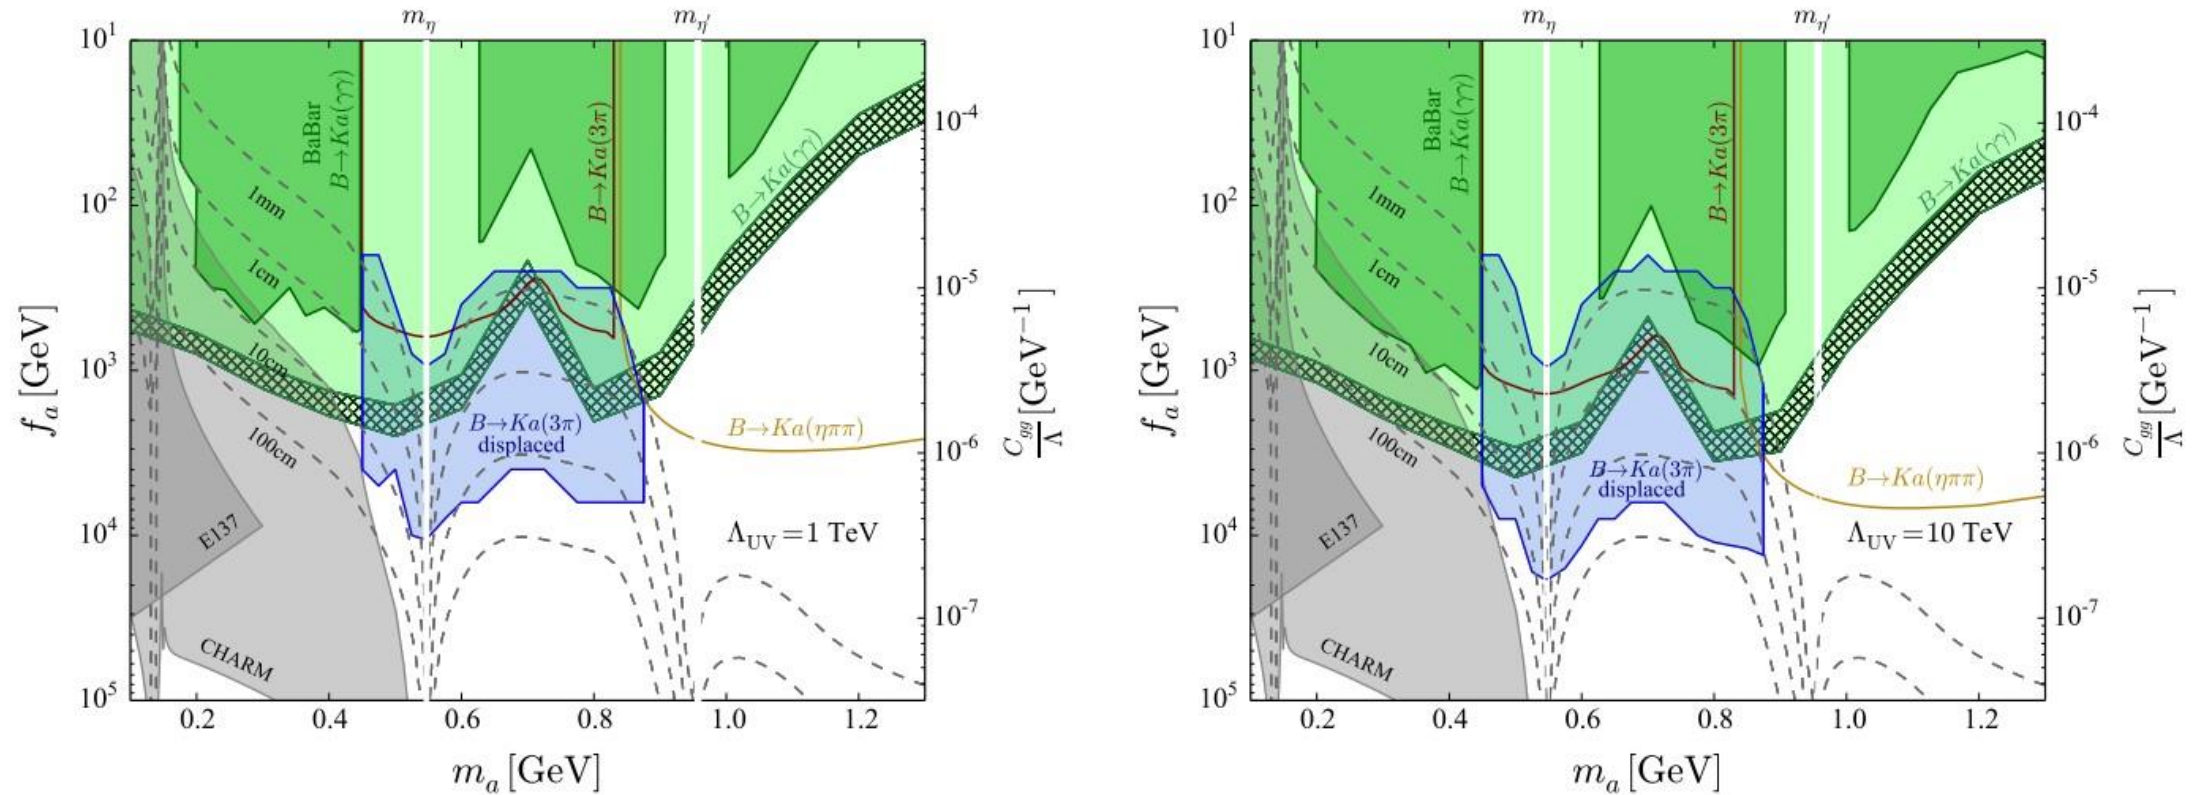 m_η m_η′
10^1
10^2
10^3
10^4
10^5
f_a [GeV]
BaBar
B→Ka(γγ)
B→Ka(3π)
B→Ka(γγ)
1mm
1cm
10cm
100cm
B→Ka(3π)
displaced
B→Ka(ηππ)
E137
Λ_UV=1 TeV
CHARM
10^-4
10^-5
10^-6
10^-7
C_gg/Λ [GeV^-1]
0.2 0.4 0.6 0.8 1.0 1.2
m_a [GeV]
m_η m_η′
10^1
10^2
10^3
10^4
10^5
f_a [GeV]
BaBar
B→Ka(γγ)
B→Ka(3π)
B→Ka(γγ)
1mm
1cm
10cm
100cm
B→Ka(3π)
displaced
B→Ka(ηππ)
E137
Λ_UV=10 TeV
CHARM
10^-4
10^-5
10^-6
10^-7
C_gg/Λ [GeV^-1]
0.2 0.4 0.6 0.8 1.0 1.2
m_a [GeV]